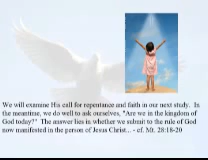 We will examine His call for repentance and faith in our next study. In
the meantime, we do well to ask ourselves, "Are we in the kingdom of
God today?" The answer lies in whether we submit to the rule of God
now manifested in the person of Jesus Christ... - cf. Mt. 28:18-20